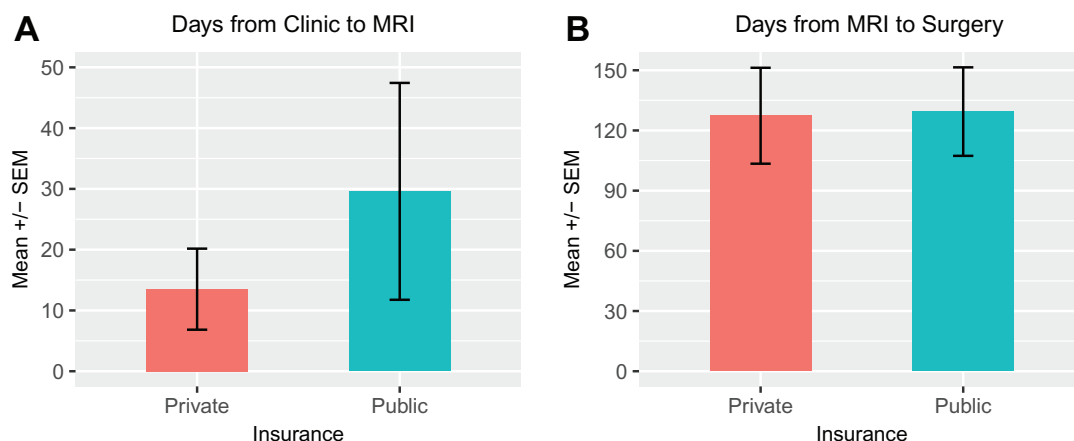 A
Days from Clinic to MRI
Mean +/− SEM
50
40
30
20
10
0
Private
Public
Insurance
B
Days from MRI to Surgery
Mean +/− SEM
150
120
90
60
30
0
Private
Public
Insurance